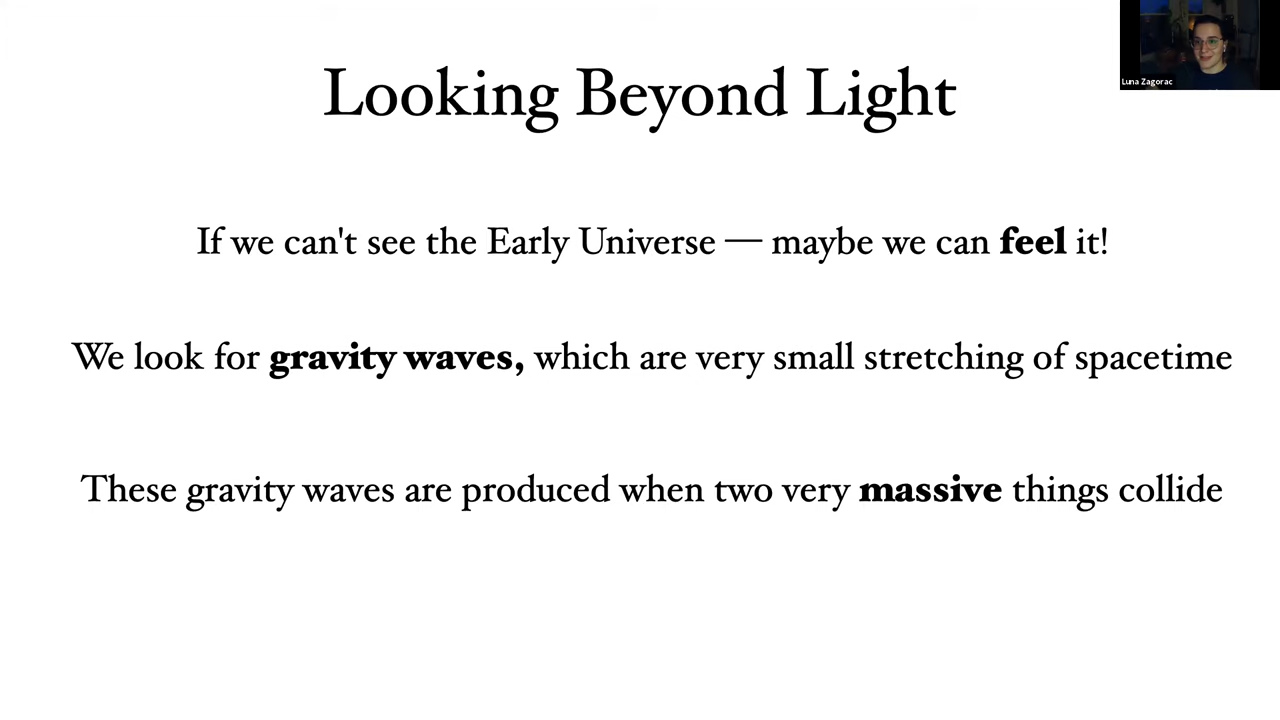 Looking Beyond Light
Luna Zagorac
If we can't see the Early Universe — maybe we can feel it!
We look for gravity waves, which are very small stretching of spacetime
These gravity waves are produced when two very massive things collide